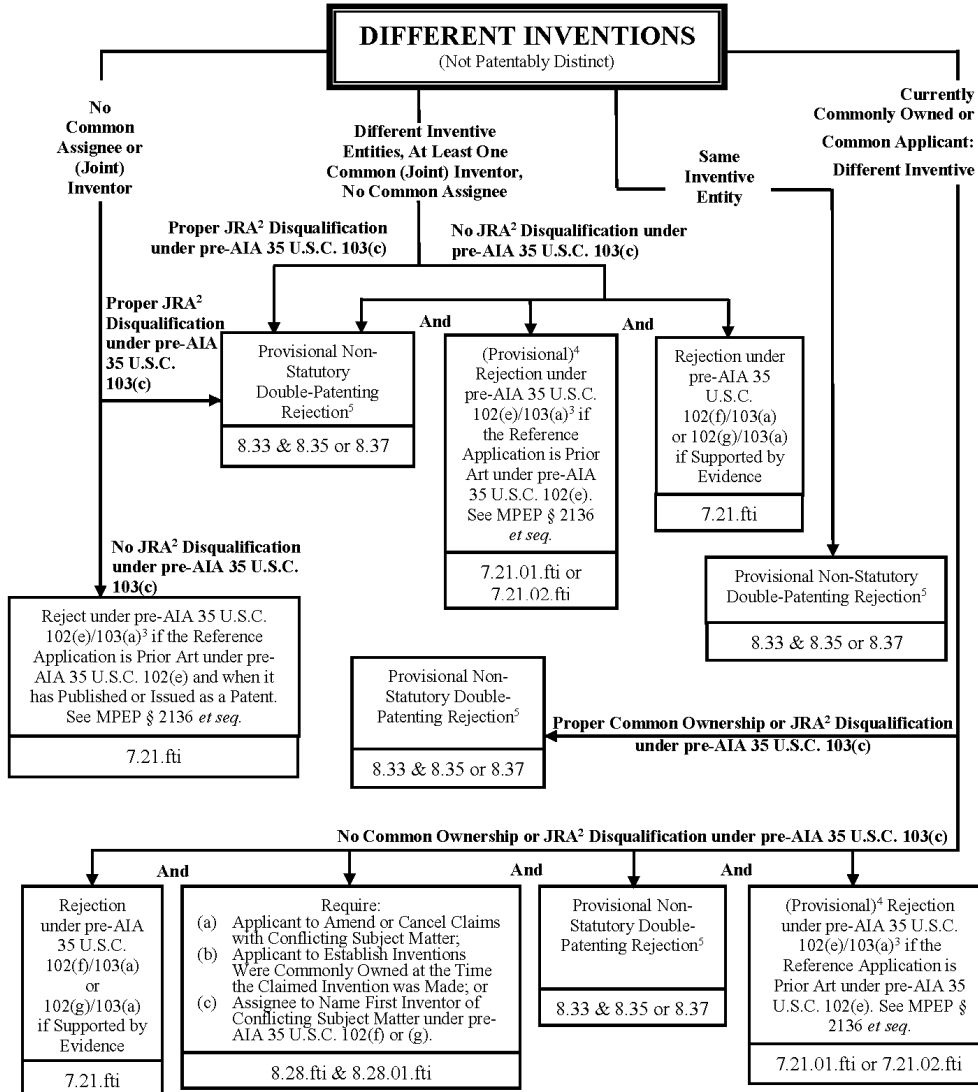 DIFFERENT INVENTIONS
(Not Patentably Distinct)
No
Common
Assignee or
(Joint)
Inventor
Different Inventive
Entities, At Least One
Common (Joint) Inventor,
No Common Assignee
Same
Inventive
Entity
Currently
Commonly Owned or
Common Applicant:
Different Inventive
Proper JRA² Disqualification
under pre-AIA 35 U.S.C. 103(c)
No JRA² Disqualification under
pre-AIA 35 U.S.C. 103(c)
Proper JRA²
Disqualification
under pre-AIA
35 U.S.C.
103(c)
And
And
Provisional Non-
Statutory
Double-Patenting
Rejection⁵
8.33 & 8.35 or 8.37
(Provisional)⁴
Rejection under
pre-AIA 35 U.S.C.
102(e)/103(a)³ if
the Reference
Application is Prior
Art under pre-AIA
35 U.S.C. 102(e).
See MPEP § 2136
et seq.
7.21.01.fti or
7.21.02.fti
Rejection under
pre-AIA 35
U.S.C.
102(f)/103(a)
or 102(g)/103(a)
if Supported by
Evidence
7.21.fti
No JRA² Disqualification
under pre-AIA 35 U.S.C.
103(c)
Reject under pre-AIA 35 U.S.C.
102(e)/103(a)³ if the Reference
Application is Prior Art under pre-
AIA 35 U.S.C. 102(e) and when it
has Published or Issued as a Patent.
See MPEP § 2136 et seq.
7.21.fti
Provisional Non-Statutory
Double-Patenting Rejection⁵
8.33 & 8.35 or 8.37
Provisional Non-
Statutory Double-
Patenting Rejection⁵
8.33 & 8.35 or 8.37
Proper Common Ownership or JRA² Disqualification
under pre-AIA 35 U.S.C. 103(c)
No Common Ownership or JRA² Disqualification under pre-AIA 35 U.S.C. 103(c)
And
And
And
Rejection
under pre-AIA
35 U.S.C.
102(f)/103(a)
or
102(g)/103(a)
if Supported by
Evidence
7.21.fti
Require:
(a) Applicant to Amend or Cancel Claims
with Conflicting Subject Matter;
(b) Applicant to Establish Inventions
Were Commonly Owned at the Time
the Claimed Invention was Made; or
(c) Assignee to Name First Inventor of
Conflicting Subject Matter under pre-
AIA 35 U.S.C. 102(f) or (g).
8.28.fti & 8.28.01.fti
Provisional Non-
Statutory Double-
Patenting Rejection⁵
8.33 & 8.35 or 8.37
(Provisional)⁴ Rejection
under pre-AIA 35 U.S.C.
102(e)/103(a)³ if the
Reference Application is
Prior Art under pre-AIA 35
U.S.C. 102(e). See MPEP §
2136 et seq.
7.21.01.fti or 7.21.02.fti